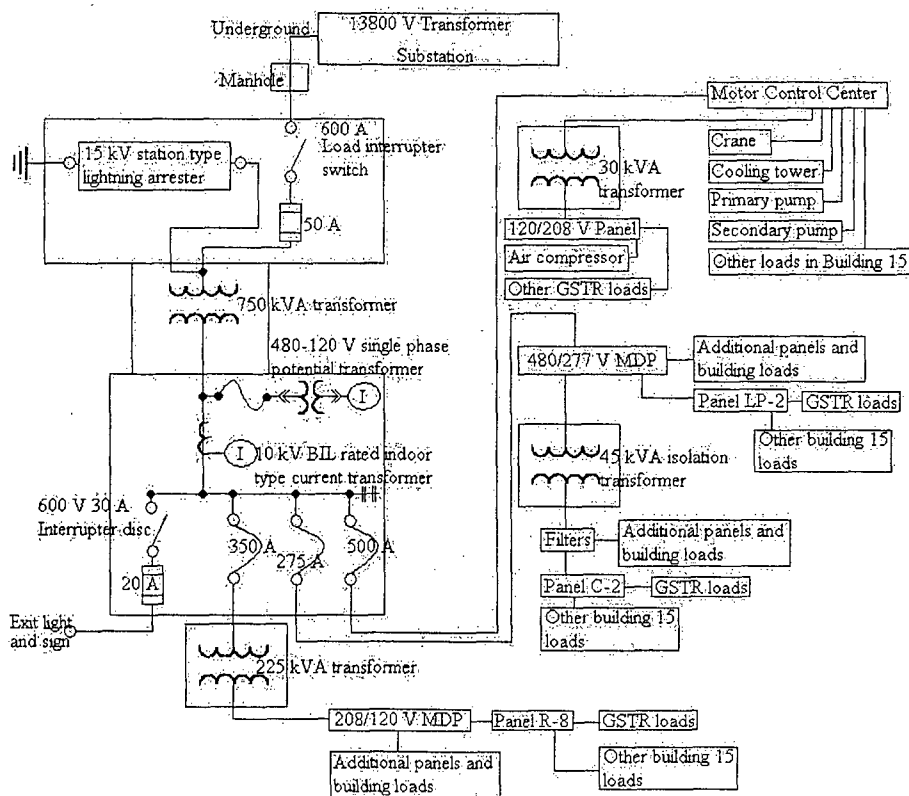 Underground
13800 V Transformer
Substation
Manhole
600 A
Load interrupter
switch
15 kV station type
lightning arrester
50 A
750 kVA transformer
480-120 V single phase
potential transformer
I
I
10 kV BIL rated indoor
type current transformer
600 V 30 A
Interrupter disc.
20 A
350 A
275 A
500 A
Exit light
and sign
225 kVA transformer
208/120 V MDP
Panel R-8
GSTR loads
Additional panels and
building loads
Other building 15
loads
Motor Control Center
Crane
Cooling tower
Primary pump
Secondary pump
Other loads in Building 15
30 kVA
transformer
120/208 V Panel
Air compressor
Other GSTR loads
480/277 V MDP
Additional panels and
building loads
Panel LP-2
GSTR loads
Other building 15
loads
45 kVA isolation
transformer
Filters
Additional panels and
building loads
Panel C-2
GSTR loads
Other building 15
loads